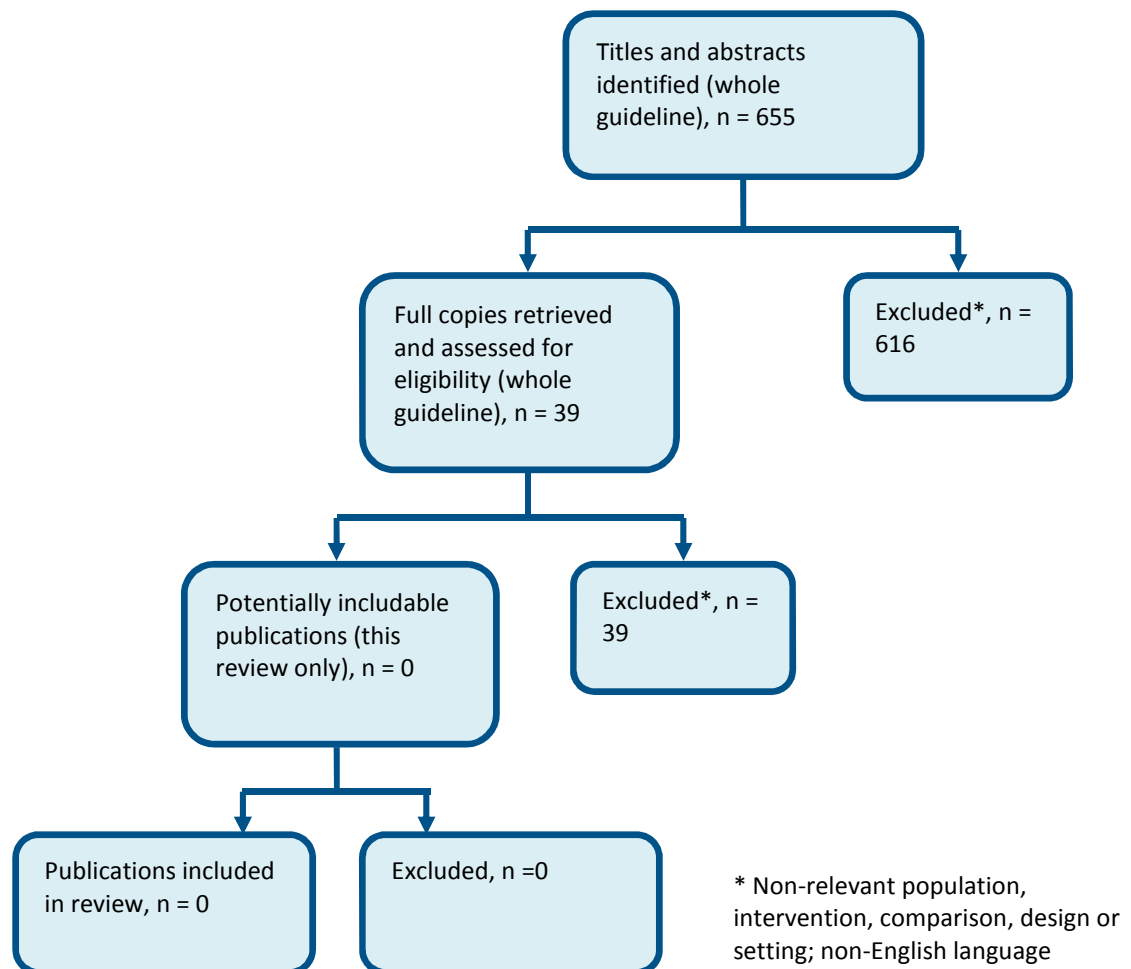 Titles and abstracts
identified (whole
guideline), n = 655
Full copies retrieved
and assessed for
eligibility (whole
guideline), n = 39
Excluded*, n =
616
Potentially includable
publications (this
review only), n = 0
Excluded*, n =
39
Publications included
in review, n = 0
Excluded, n =0
* Non-relevant population,
intervention, comparison, design or
setting; non-English language